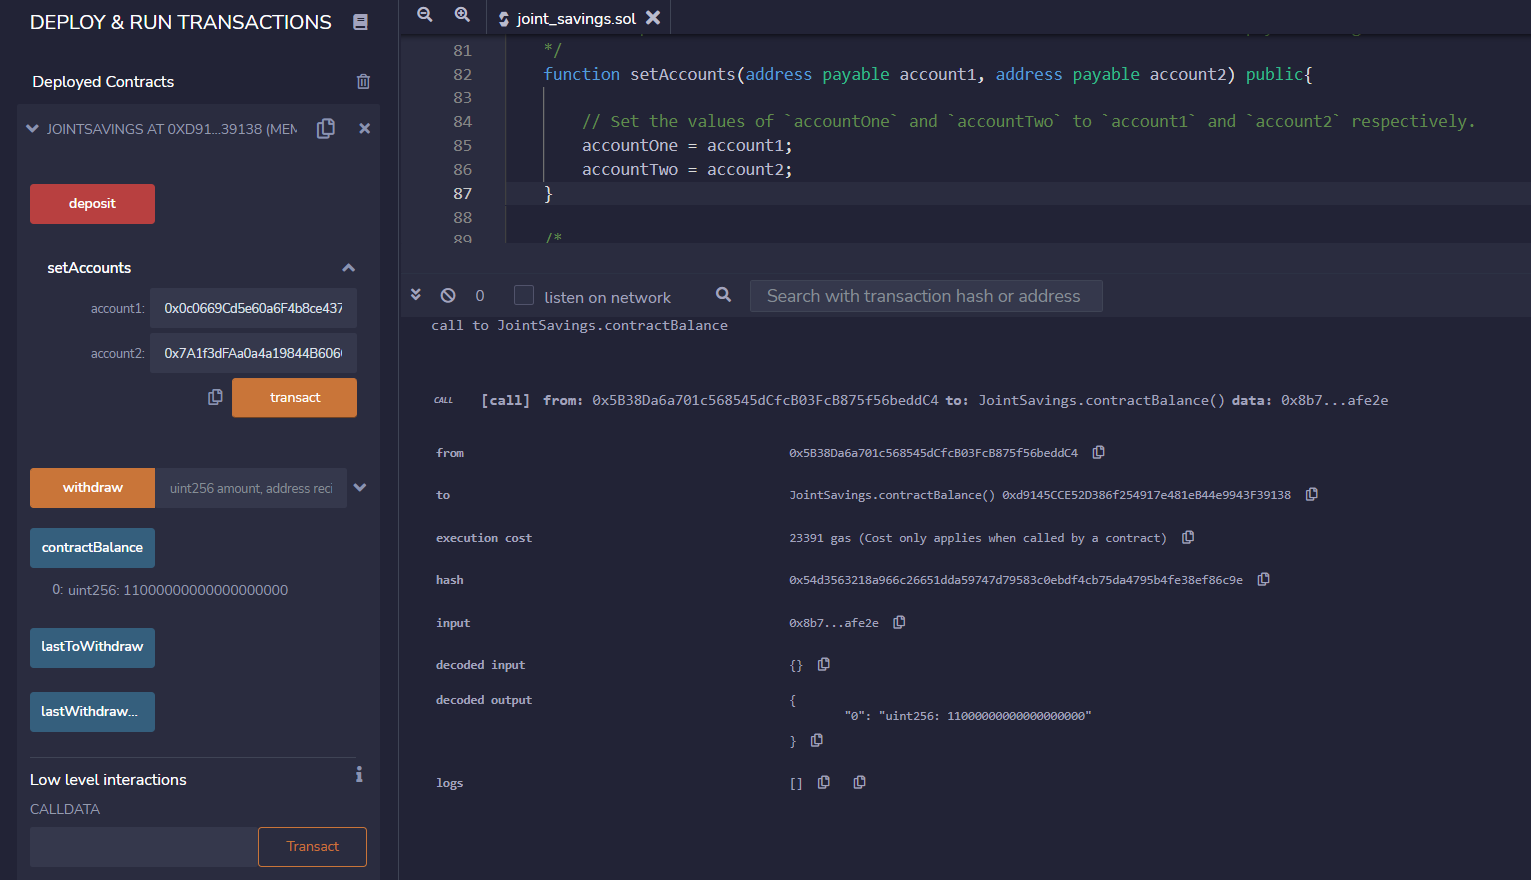 DEPLOY & RUN TRANSACTIONS
Deployed Contracts
JOINTSAVINGS AT 0XD91...39138 (MEM
deposit
setAccounts
account1: 0x0c0669Cd5e60a6F4b8ce437
account2: 0x7A1f3dFAa0a4a19844B606
transact
withdraw uint256 amount, address reci
contractBalance
0: uint256: 11000000000000000000
lastToWithdraw
lastWithdraw...
Low level interactions
CALLDATA
Transact
joint_savings.sol
81 */
82 function setAccounts(address payable account1, address payable account2) public{
83
84 // Set the values of `accountOne` and `accountTwo` to `account1` and `account2` respectively.
85 accountOne = account1;
86 accountTwo = account2;
87 }
88
89 /*
0 listen on network Search with transaction hash or address
call to JointSavings.contractBalance
CALL [call] from: 0x5B38Da6a701c568545dCfcB03FcB875f56beddC4 to: JointSavings.contractBalance() data: 0x8b7...afe2e
from 0x5B38Da6a701c568545dCfcB03FcB875f56beddC4
to JointSavings.contractBalance() 0xd9145CCE52D386f254917e481eB44e9943F39138
execution cost 23391 gas (Cost only applies when called by a contract)
hash 0x54d3563218a966c26651dda59747d79583c0ebdf4cb75da4795b4fe38ef86c9e
input 0x8b7...afe2e
decoded input {}
decoded output {
"0": "uint256: 11000000000000000000"
}
logs []